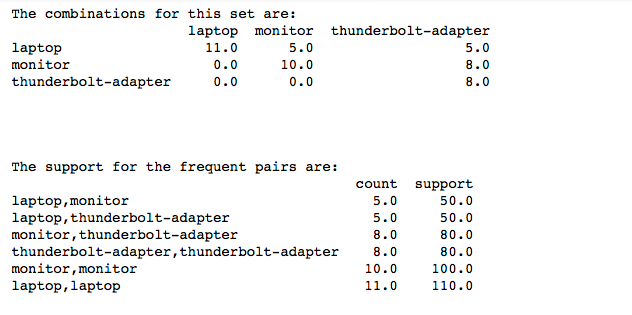 The combinations for this set are:
laptop monitor thunderbolt-adapter
laptop 11.0 5.0 5.0
monitor 0.0 10.0 8.0
thunderbolt-adapter 0.0 0.0 8.0
The support for the frequent pairs are:
count support
laptop,monitor 5.0 50.0
laptop,thunderbolt-adapter 5.0 50.0
monitor,thunderbolt-adapter 8.0 80.0
thunderbolt-adapter,thunderbolt-adapter 8.0 80.0
monitor,monitor 10.0 100.0
laptop,laptop 11.0 110.0